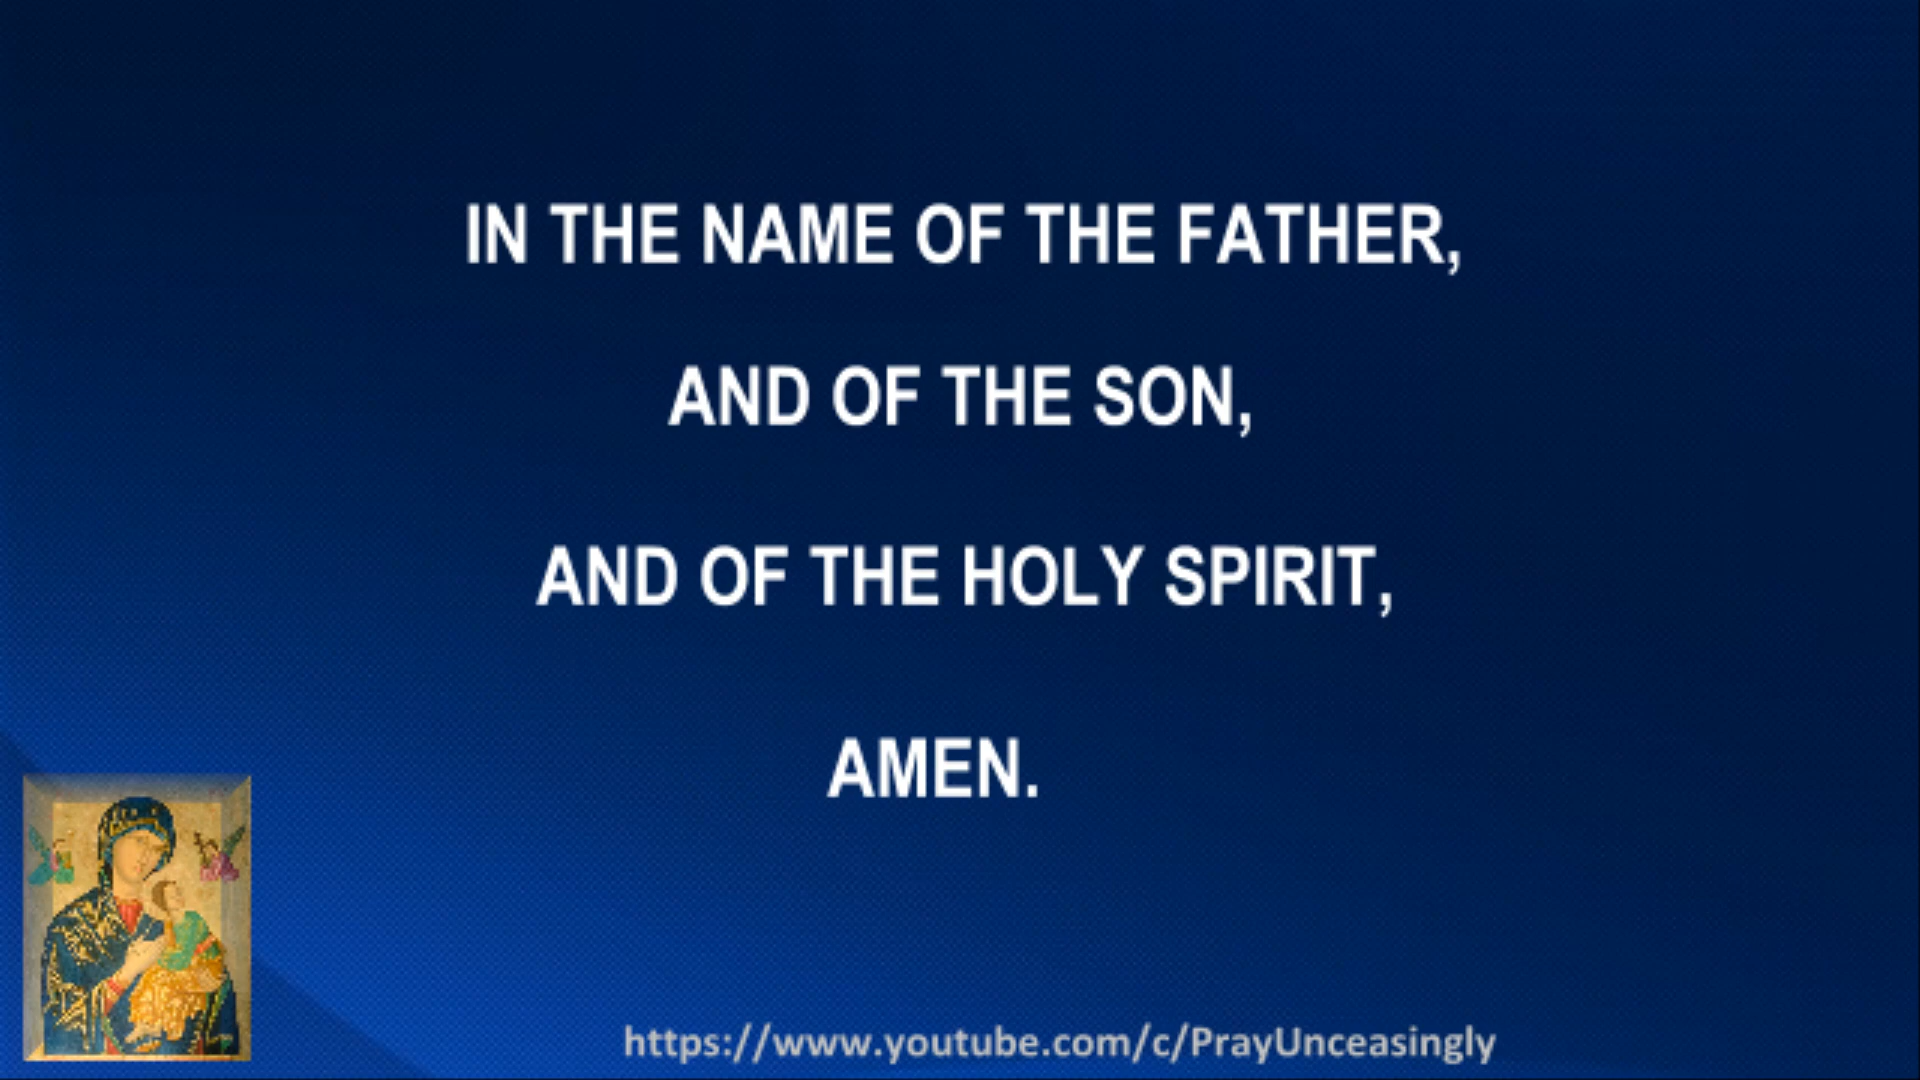 IN THE NAME OF THE FATHER,
AND OF THE SON,
AND OF THE HOLY SPIRIT,
AMEN.
https://www.youtube.com/c/PrayUnceasingly